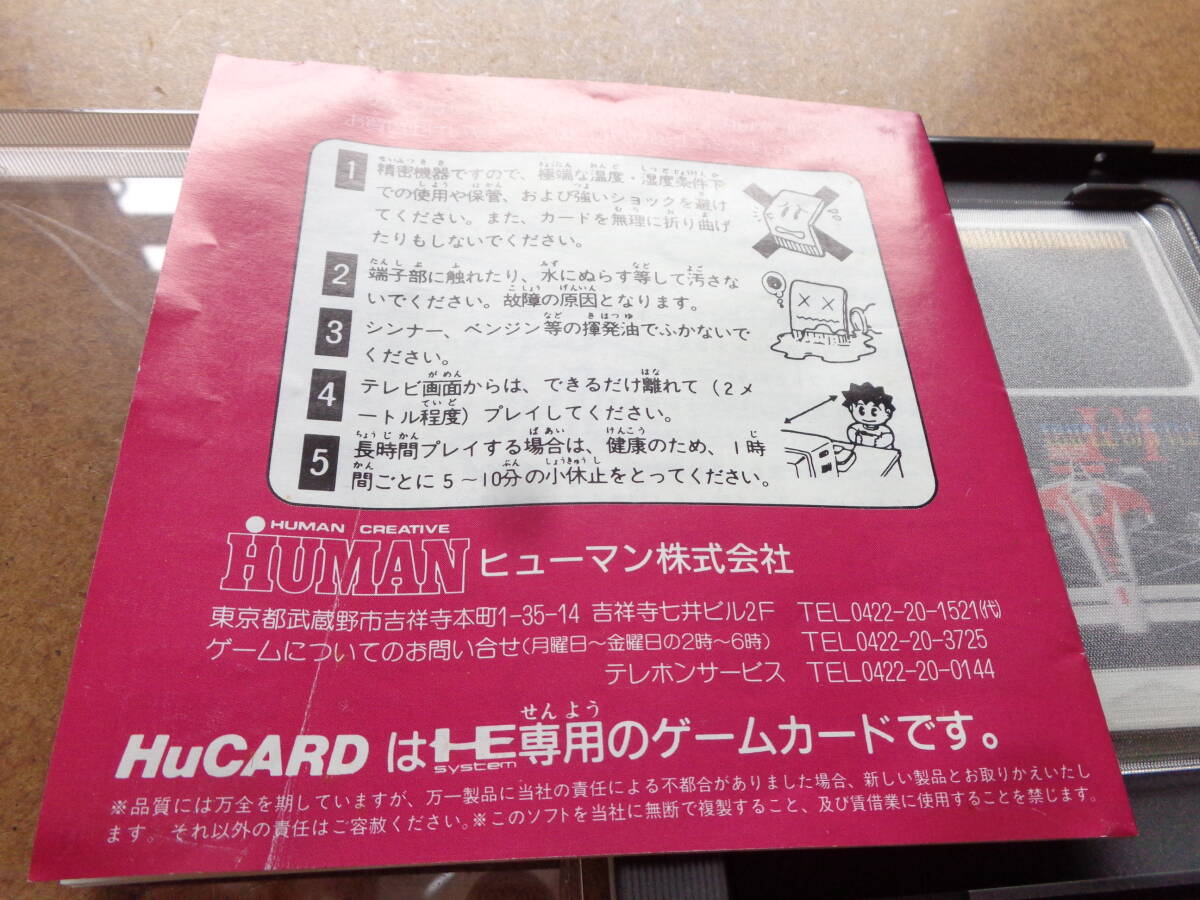 1 精密機器ですので、極端な温度・湿度条件下
での使用や保管、および強いショックを避け
てください。また、カードを無理に折り曲げ
たりもしないでください。
2 端子部に触れたり、水にぬらす等して汚さな
いでください。故障の原因となります。
3 シンナー、ベンジン等の揮発油でふかないで
ください。
4 テレビ画面からは、できるだけ離れて(2メ
ートル程度)プレイしてください。
5 長時間プレイする場合は、健康のため、1時
間ごとに5〜10分の小休止をとってください。
HUMAN CREATIVE
HUMAN ヒューマン株式会社
東京都武蔵野市吉祥寺本町1-35-14 吉祥寺七井ビル2F TEL0422-20-1521(代)
ゲームについてのお問い合せ(月曜日〜金曜日の2時〜6時) TEL0422-20-3725
テレホンサービス TEL0422-20-0144
せんよう
HuCARD はHE system専用のゲームカードです。
※品質には万全を期していますが、万一製品に当社の責任による不都合がありました場合、新しい製品とお取りかえいたし
ます。それ以外の責任はご容赦ください。※このソフトを当社に無断で複製すること、及び賃借業に使用することを禁じます。